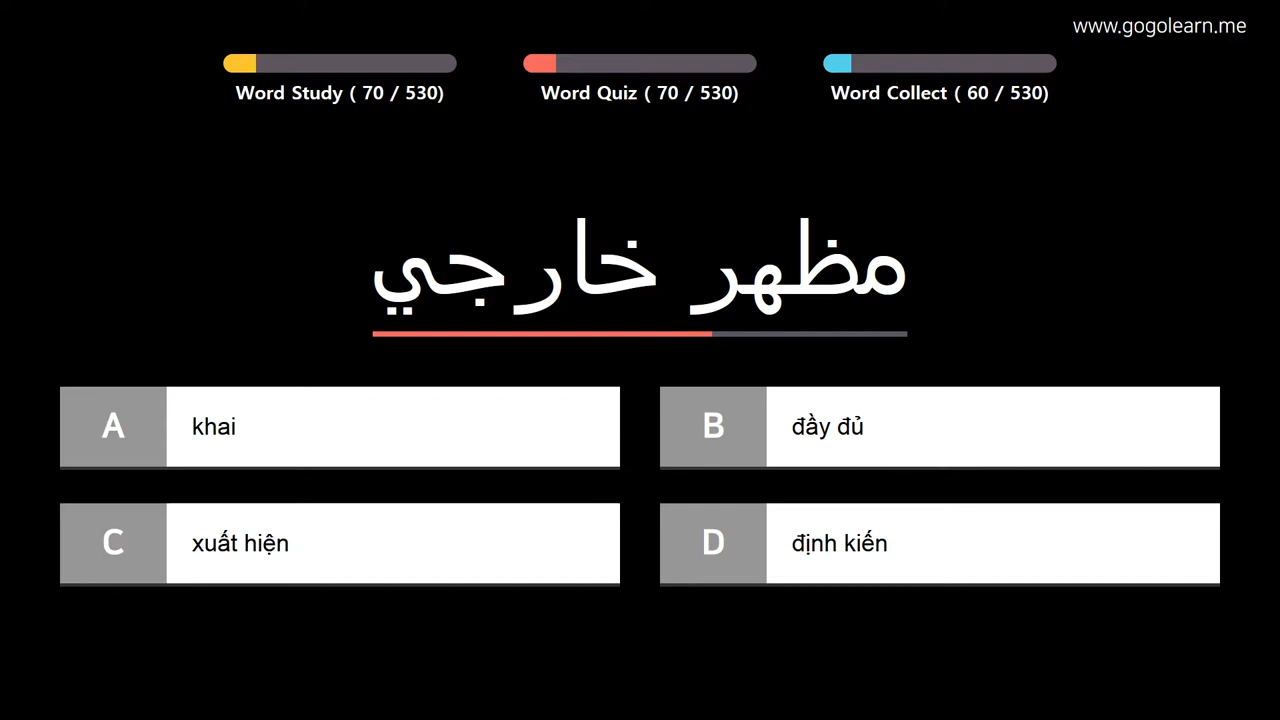 www.gogolearn.me
Word Study ( 70 / 530)
Word Quiz ( 70 / 530)
Word Collect ( 60 / 530)
مظهر خارجي
A khai
B đầy đủ
C xuất hiện
D định kiến